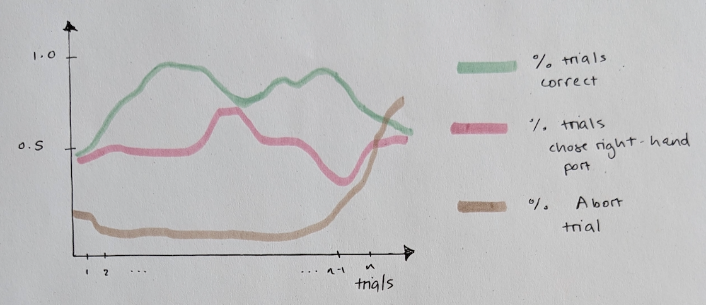 1.0
0.5
1 2 ... ... n-1 n
trials
% trials
correct
% trials
chose right-hand
port
% Abort
trial